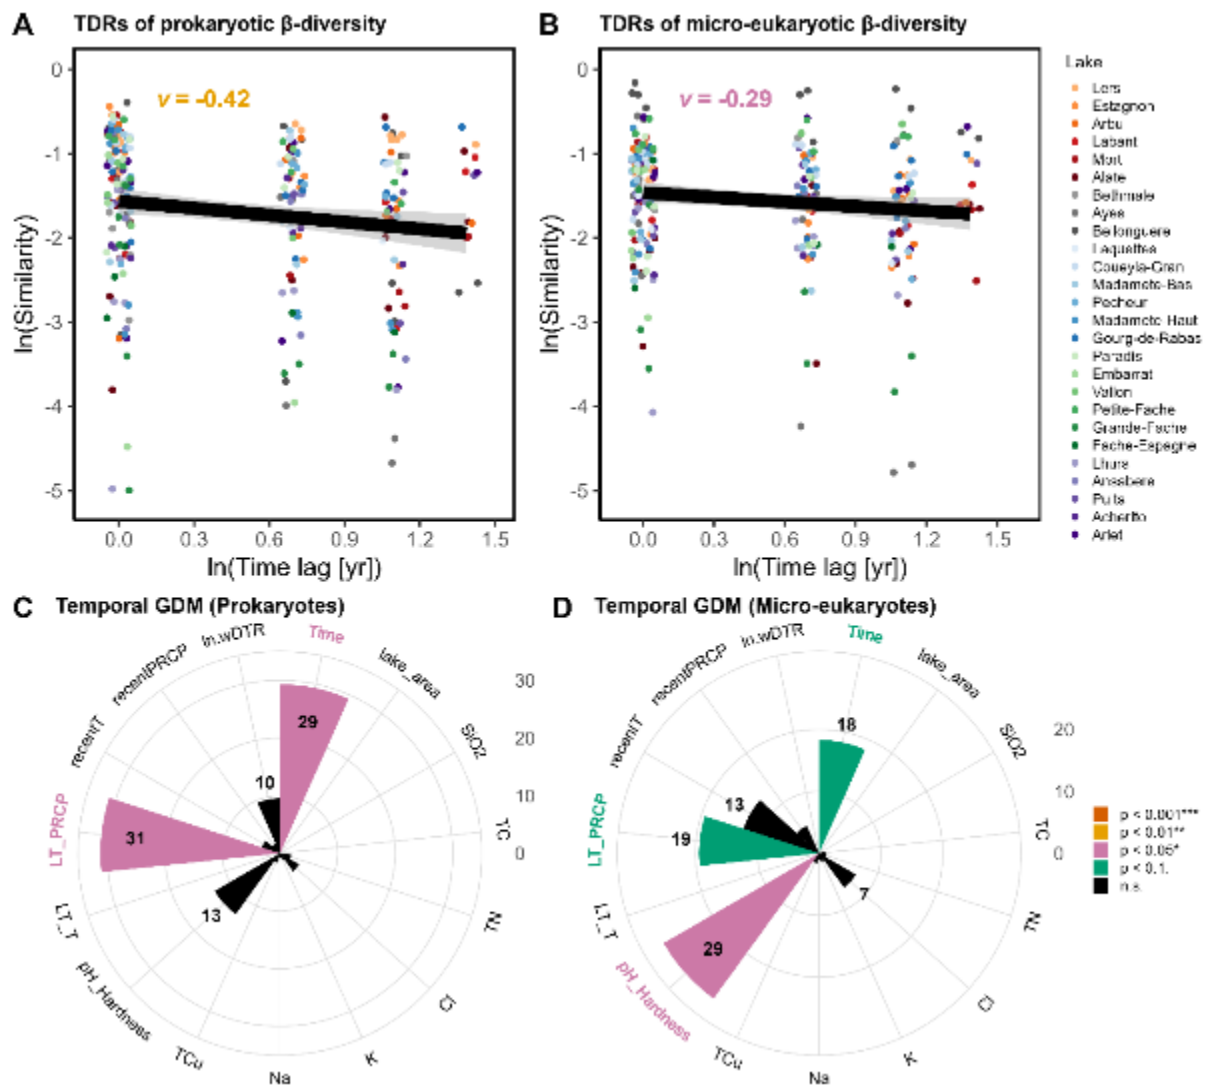 A TDRs of prokaryotic β-diversity
B TDRs of micro-eukaryotic β-diversity
v = -0.42
v = -0.29
0
-1
-2
-3
-4
-5
ln(Similarity)
0.0 0.3 0.6 0.9 1.2 1.5
ln(Time lag [yr])
0
-1
-2
-3
-4
-5
ln(Similarity)
0.0 0.3 0.6 0.9 1.2 1.5
ln(Time lag [yr])
Lake
Lers
Estagnon
Arbu
Labant
Mort
Alate
Bethmale
Ayes
Bellonguere
Laquettes
Coueyla-Gran
Madamete-Bas
Pecheur
Madamete-Haut
Gourg-de-Rabas
Paradis
Embarrat
Vallon
Petite-Fache
Grande-Fache
Fache-Espagne
Lhurs
Ansabere
Puits
Acherito
Arlet
C Temporal GDM (Prokaryotes)
Time
lake_area
SiO2
TC
TN
Cl
K
Na
TCu
pH_Hardness
LT_T
LT_PRCP
recentT
recentPRCP
ln.wDTR
30
20
10
0
29
10
31
13
D Temporal GDM (Micro-eukaryotes)
Time
lake_area
SiO2
TC
TN
Cl
K
Na
TCu
pH_Hardness
LT_T
LT_PRCP
recentT
recentPRCP
ln.wDTR
20
10
0
18
13
19
29
7
p < 0.001***
p < 0.01**
p < 0.05*
p < 0.1.
n.s.